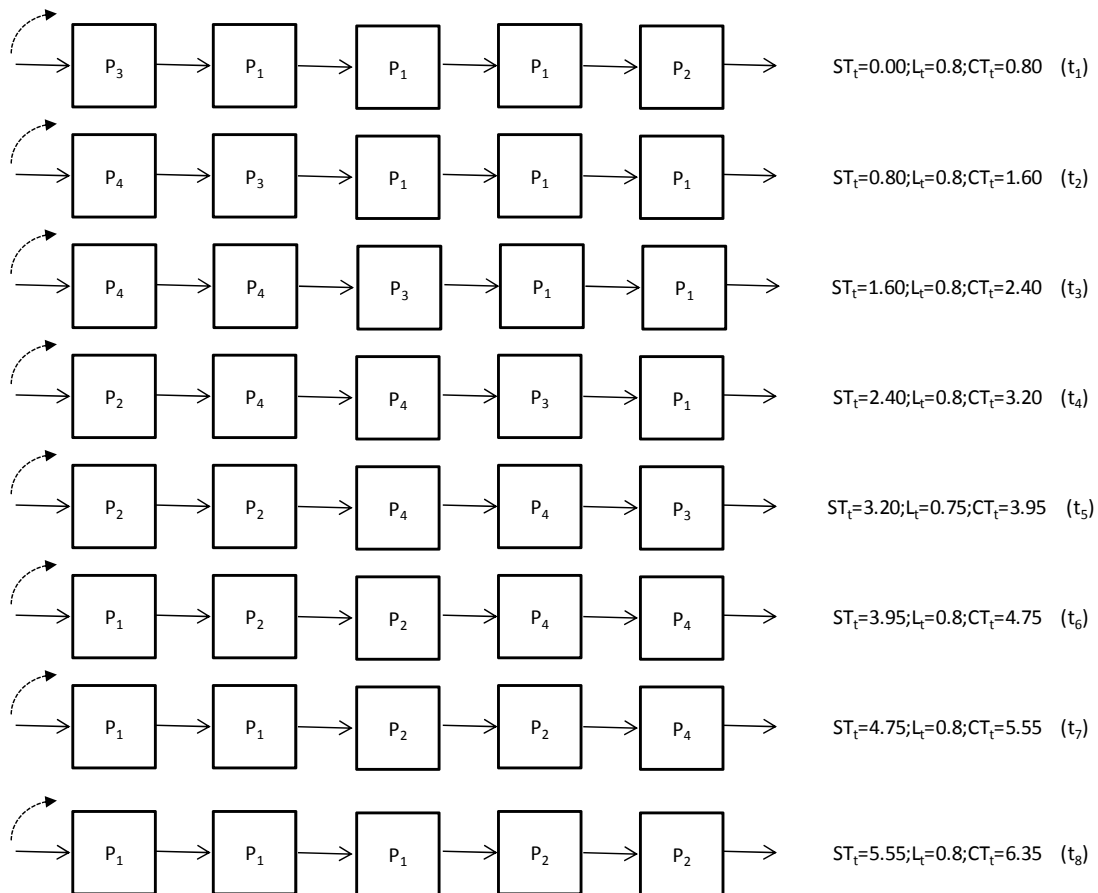 P₃ P₁ P₁ P₁ P₂ STₜ=0.00;Lₜ=0.8;CTₜ=0.80 (t₁)
P₄ P₃ P₁ P₁ P₁ STₜ=0.80;Lₜ=0.8;CTₜ=1.60 (t₂)
P₄ P₄ P₃ P₁ P₁ STₜ=1.60;Lₜ=0.8;CTₜ=2.40 (t₃)
P₂ P₄ P₄ P₃ P₁ STₜ=2.40;Lₜ=0.8;CTₜ=3.20 (t₄)
P₂ P₂ P₄ P₄ P₃ STₜ=3.20;Lₜ=0.75;CTₜ=3.95 (t₅)
P₁ P₂ P₂ P₄ P₄ STₜ=3.95;Lₜ=0.8;CTₜ=4.75 (t₆)
P₁ P₁ P₂ P₂ P₄ STₜ=4.75;Lₜ=0.8;CTₜ=5.55 (t₇)
P₁ P₁ P₁ P₂ P₂ STₜ=5.55;Lₜ=0.8;CTₜ=6.35 (t₈)